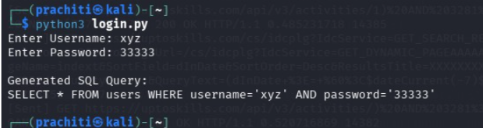 ┌──(prachiti㉿kali)-[~]
└─$ python3 login.py
Enter Username: xyz
Enter Password: 33333
Generated SQL Query:
SELECT * FROM users WHERE username='xyz' AND password='33333'
┌──(prachiti㉿kali)-[~]